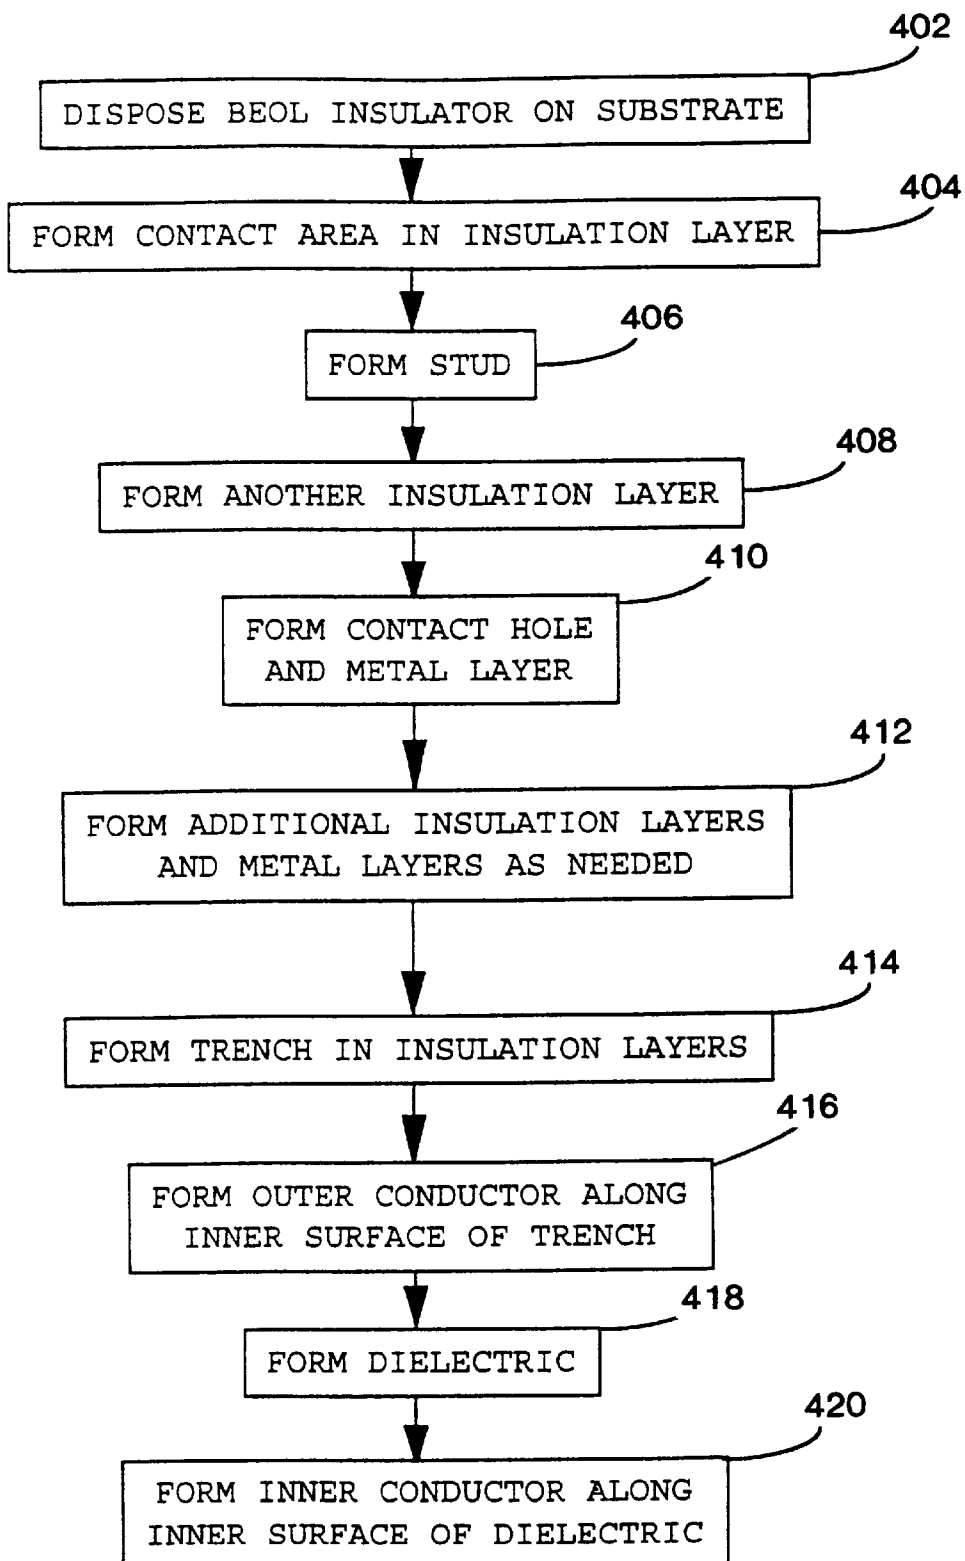 402
DISPOSE BEOL INSULATOR ON SUBSTRATE
404
FORM CONTACT AREA IN INSULATION LAYER
406
FORM STUD
408
FORM ANOTHER INSULATION LAYER
410
FORM CONTACT HOLE
AND METAL LAYER
412
FORM ADDITIONAL INSULATION LAYERS
AND METAL LAYERS AS NEEDED
414
FORM TRENCH IN INSULATION LAYERS
416
FORM OUTER CONDUCTOR ALONG
INNER SURFACE OF TRENCH
418
FORM DIELECTRIC
420
FORM INNER CONDUCTOR ALONG
INNER SURFACE OF DIELECTRIC